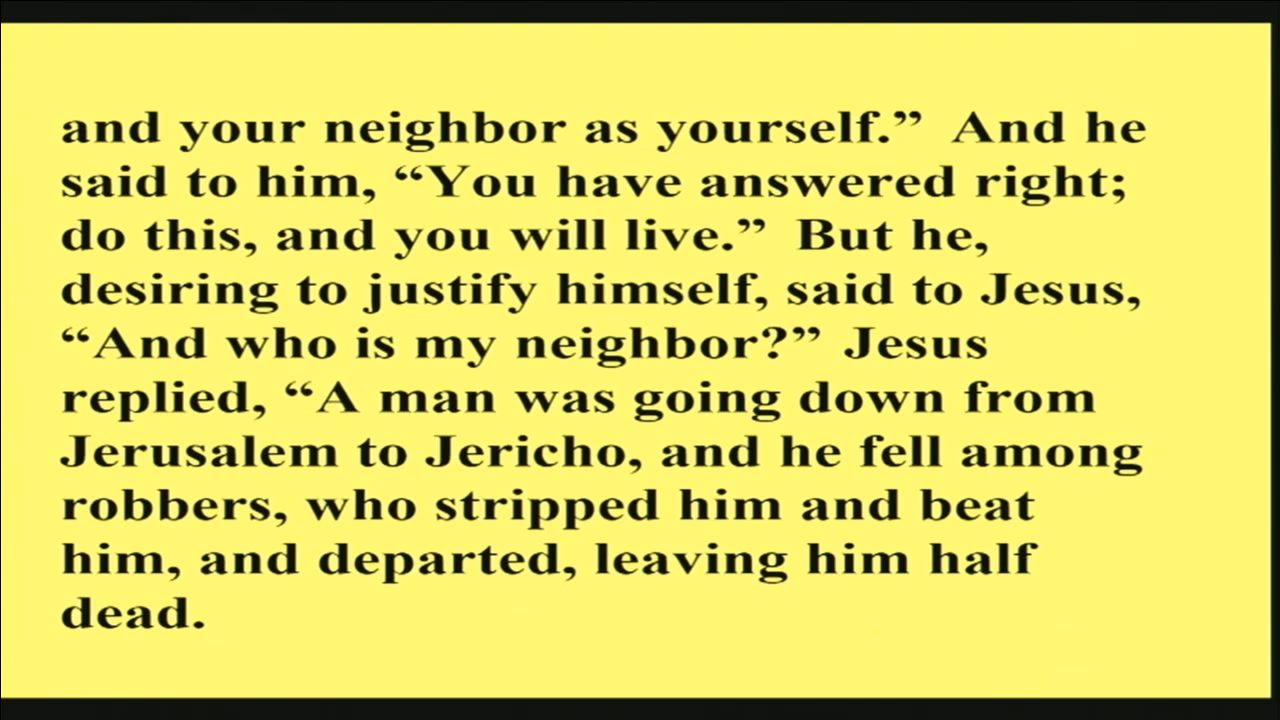 and your neighbor as yourself.”  And he
said to him, “You have answered right;
do this, and you will live.”  But he,
desiring to justify himself, said to Jesus,
“And who is my neighbor?”  Jesus
replied, “A man was going down from
Jerusalem to Jericho, and he fell among
robbers, who stripped him and beat
him, and departed, leaving him half
dead.